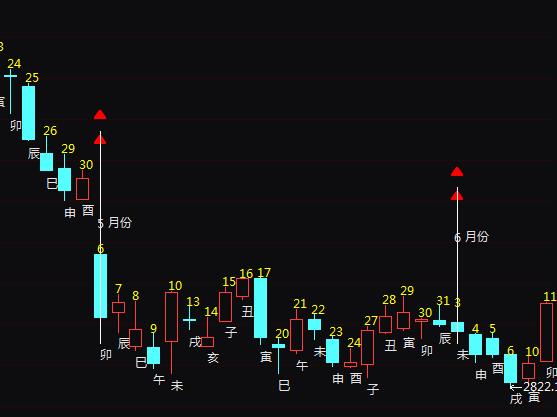 24
25
26
29
30
卯
辰
巳
申
酉
5 月份
6
7
8
9
10
13
14
15
16
17
卯
辰
巳
午
未
戌
亥
子
丑
寅
20
21
22
23
24
27
28
29
30
31
3
巳
午
未
申
酉
子
丑
寅
卯
辰
6 月份
未
4
5
6
10
11
申
酉
戌
寅
卯
2822.1